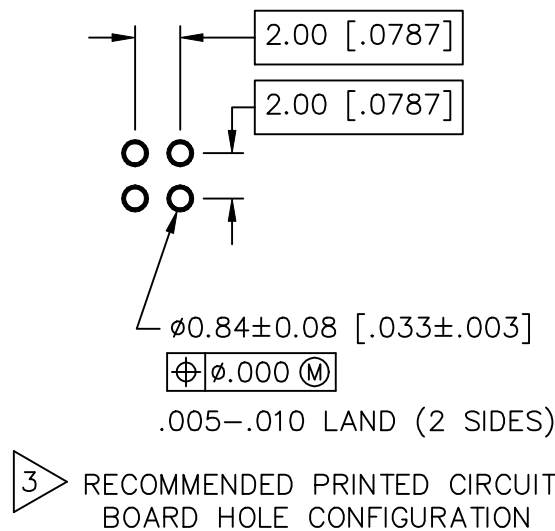 2.00 [.0787]
2.00 [.0787]
⌀0.84±0.08 [.033±.003]
⌖ ⌀.000 Ⓜ
.005–.010 LAND (2 SIDES)
3 RECOMMENDED PRINTED CIRCUIT
BOARD HOLE CONFIGURATION